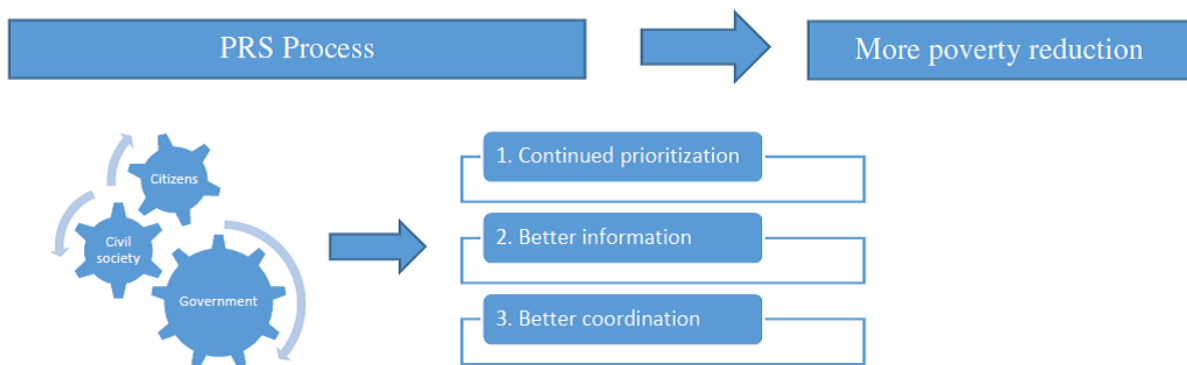 PRS Process
More poverty reduction
Citizens
Civil
society
Government
1. Continued prioritization
2. Better information
3. Better coordination